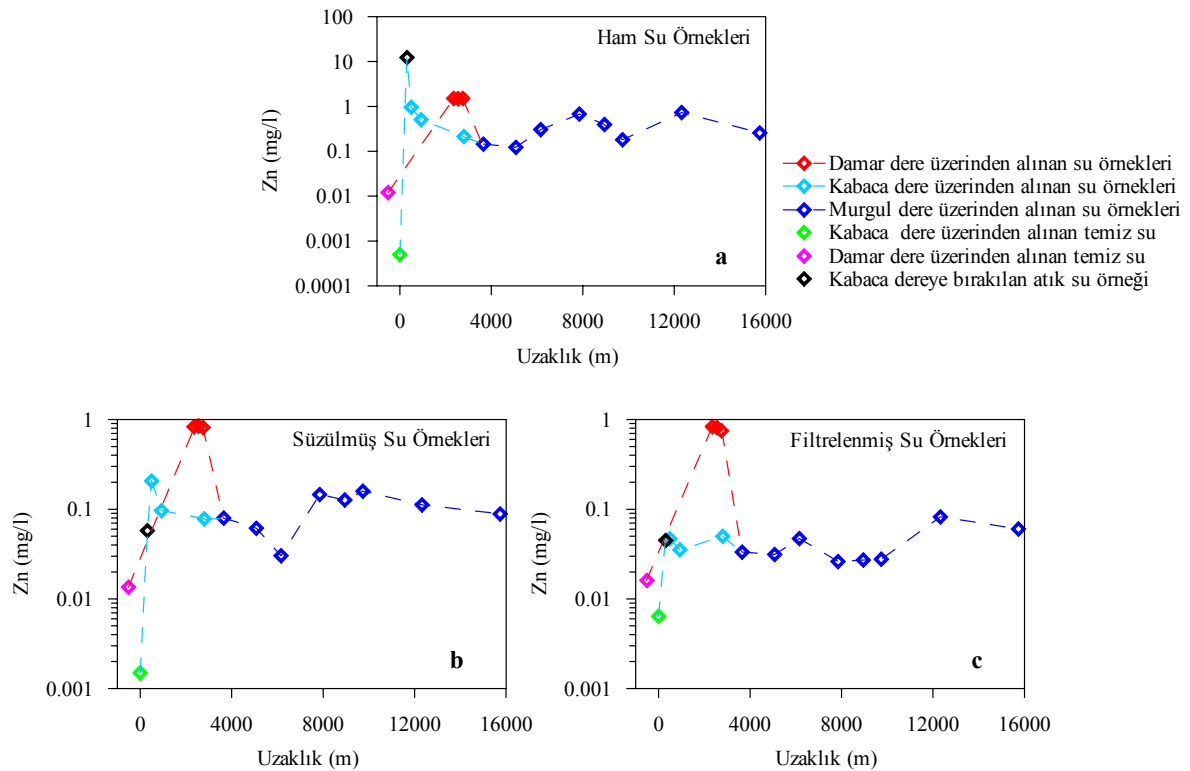 Ham Su Örnekleri
Zn (mg/l)
100
10
1
0.1
0.01
0.001
0.0001
a
0 4000 8000 12000 16000
Uzaklık (m)
Damar dere üzerinden alınan su örnekleri
Kabaca dere üzerinden alınan su örnekleri
Murgul dere üzerinden alınan su örnekleri
Kabaca dere üzerinden alınan temiz su
Damar dere üzerinden alınan temiz su
Kabaca dereye bırakılan atık su örneği
Süzülmüş Su Örnekleri
Zn (mg/l)
1
0.1
0.01
0.001
b
0 4000 8000 12000 16000
Uzaklık (m)
Filtrelenmiş Su Örnekleri
Zn (mg/l)
1
0.1
0.01
0.001
c
0 4000 8000 12000 16000
Uzaklık (m)